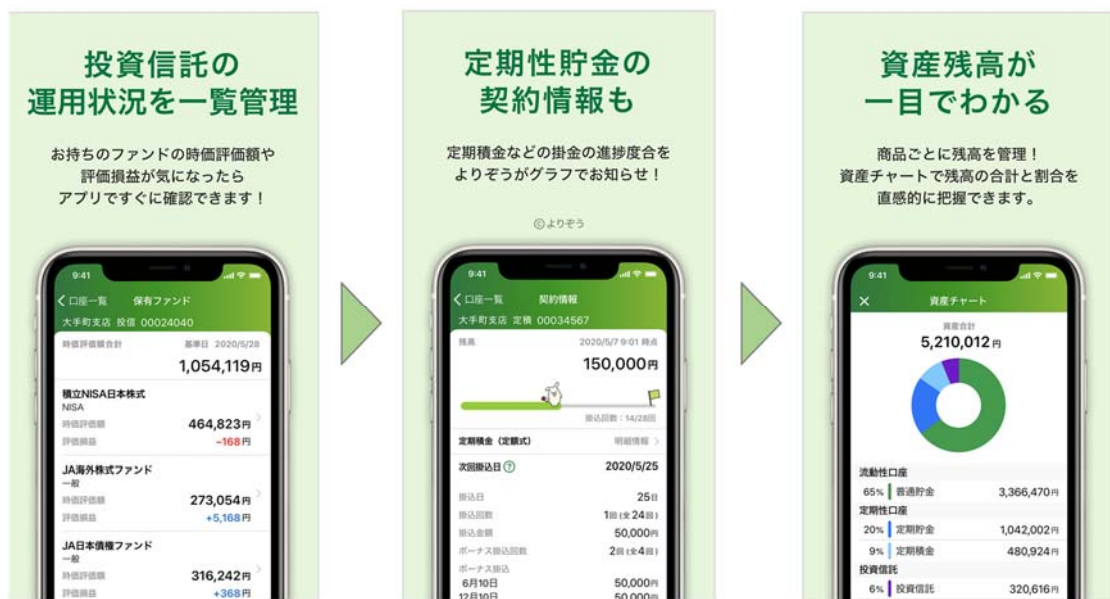 投資信託の
運用状況を一覧管理
お持ちのファンドの時価評価額や
評価損益が気になったら
アプリですぐに確認できます！
9:41
口座一覧 保有ファンド
大手町支店 投信 00024040
時価評価額合計 基準日 2020/5/28
1,054,119円
積立NISA日本株式
NISA
時価評価額 464,823円
評価損益 -168円
JA海外株式ファンド
一般
時価評価額 273,054円
評価損益 +5,168円
JA日本債権ファンド
一般
時価評価額 316,242円
評価損益 +368円
定期性貯金の
契約情報も
定期積金などの掛金の進捗度合を
よりぞうがグラフでお知らせ！
©よりぞう
9:41
口座一覧 契約情報
大手町支店 定積 00034567
残高 2020/5/7 9:01 時点
150,000円
掛込回数：14/28回
定期積金（定額式） 明細情報
次回掛込日 ? 2020/5/25
掛込日 25日
掛込回数 1回 (全24回)
掛込金額 50,000円
ボーナス掛込回数 2回 (全4回)
ボーナス掛込
6月10日 50,000円
12月10日 50,000円
資産残高が
一目でわかる
商品ごとに残高を管理！
資産チャートで残高の合計と割合を
直感的に把握できます。
9:41
× 資産チャート
資産合計
5,210,012円
流動性口座
65% 普通貯金 3,366,470円
定期性口座
20% 定期貯金 1,042,002円
9% 定期積金 480,924円
投資信託
6% 投資信託 320,616円